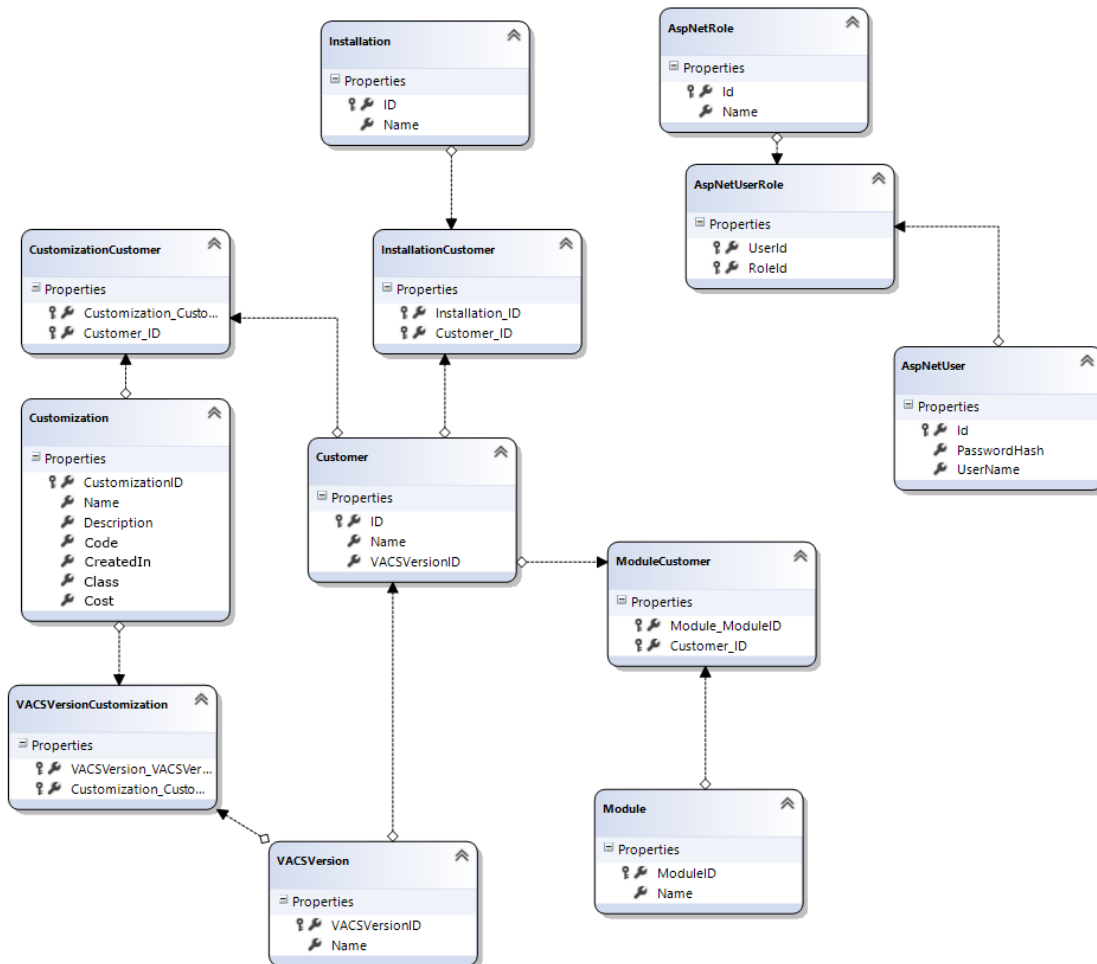 Installation
Properties
ID
Name
AspNetRole
Properties
Id
Name
AspNetUserRole
Properties
UserId
RoleId
CustomizationCustomer
Properties
Customization_Custo...
Customer_ID
InstallationCustomer
Properties
Installation_ID
Customer_ID
AspNetUser
Properties
Id
PasswordHash
UserName
Customization
Properties
CustomizationID
Name
Description
Code
CreatedIn
Class
Cost
Customer
Properties
ID
Name
VACSVersionID
ModuleCustomer
Properties
Module_ModuleID
Customer_ID
VACSVersionCustomization
Properties
VACSVersion_VACSVer...
Customization_Custo...
Module
Properties
ModuleID
Name
VACSVersion
Properties
VACSVersionID
Name